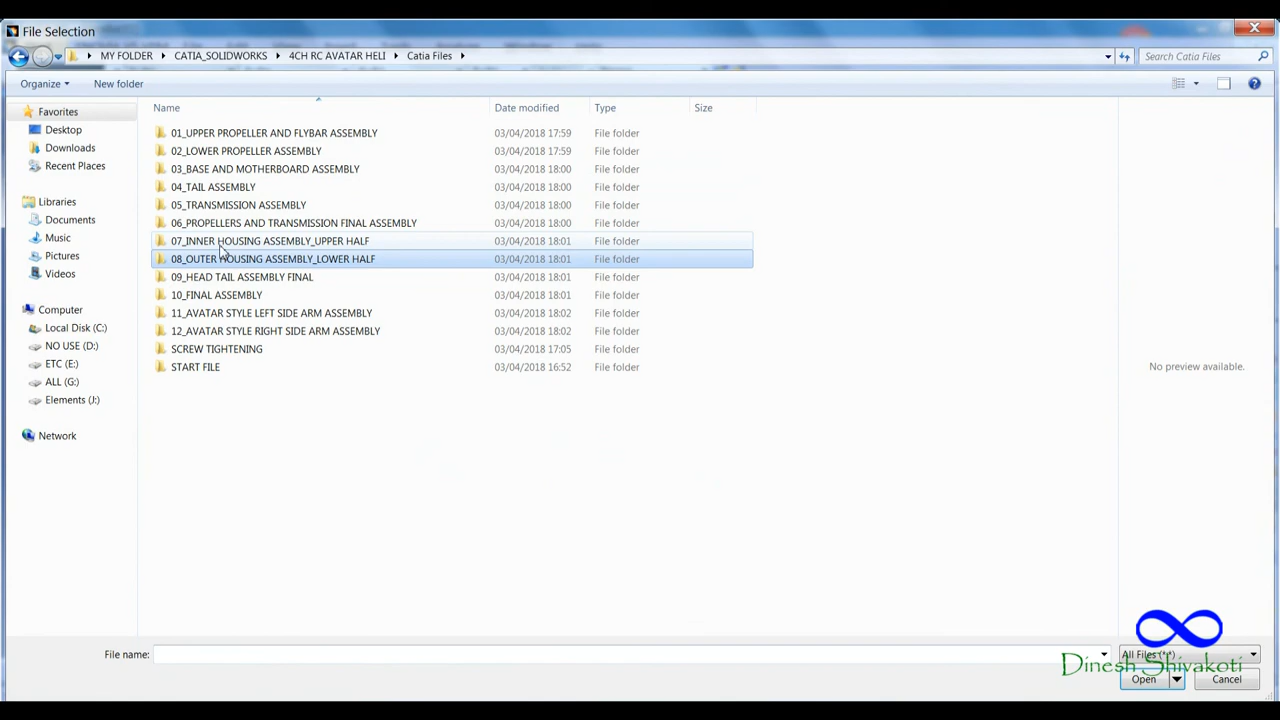 File Selection
MY FOLDER CATIA_SOLIDWORKS 4CH RC AVATAR HELI Catia Files
Search Catia Files
Organize New folder
Name Date modified Type Size
Favorites
Desktop
Downloads
Recent Places
Libraries
Documents
Music
Pictures
Videos
Computer
Local Disk (C:)
NO USE (D:)
ETC (E:)
ALL (G:)
Elements (J:)
Network
01_UPPER PROPELLER AND FLYBAR ASSEMBLY 03/04/2018 17:59 File folder
02_LOWER PROPELLER ASSEMBLY 03/04/2018 17:59 File folder
03_BASE AND MOTHERBOARD ASSEMBLY 03/04/2018 18:00 File folder
04_TAIL ASSEMBLY 03/04/2018 18:00 File folder
05_TRANSMISSION ASSEMBLY 03/04/2018 18:00 File folder
06_PROPELLERS AND TRANSMISSION FINAL ASSEMBLY 03/04/2018 18:00 File folder
07_INNER HOUSING ASSEMBLY_UPPER HALF 03/04/2018 18:01 File folder
08_OUTER HOUSING ASSEMBLY_LOWER HALF 03/04/2018 18:01 File folder
09_HEAD TAIL ASSEMBLY FINAL 03/04/2018 18:01 File folder
10_FINAL ASSEMBLY 03/04/2018 18:01 File folder
11_AVATAR STYLE LEFT SIDE ARM ASSEMBLY 03/04/2018 18:02 File folder
12_AVATAR STYLE RIGHT SIDE ARM ASSEMBLY 03/04/2018 18:02 File folder
SCREW TIGHTENING 03/04/2018 17:05 File folder
START FILE 03/04/2018 16:52 File folder
No preview available.
File name:
All Files (*.*)
Dinesh Shivakoti
Open Cancel